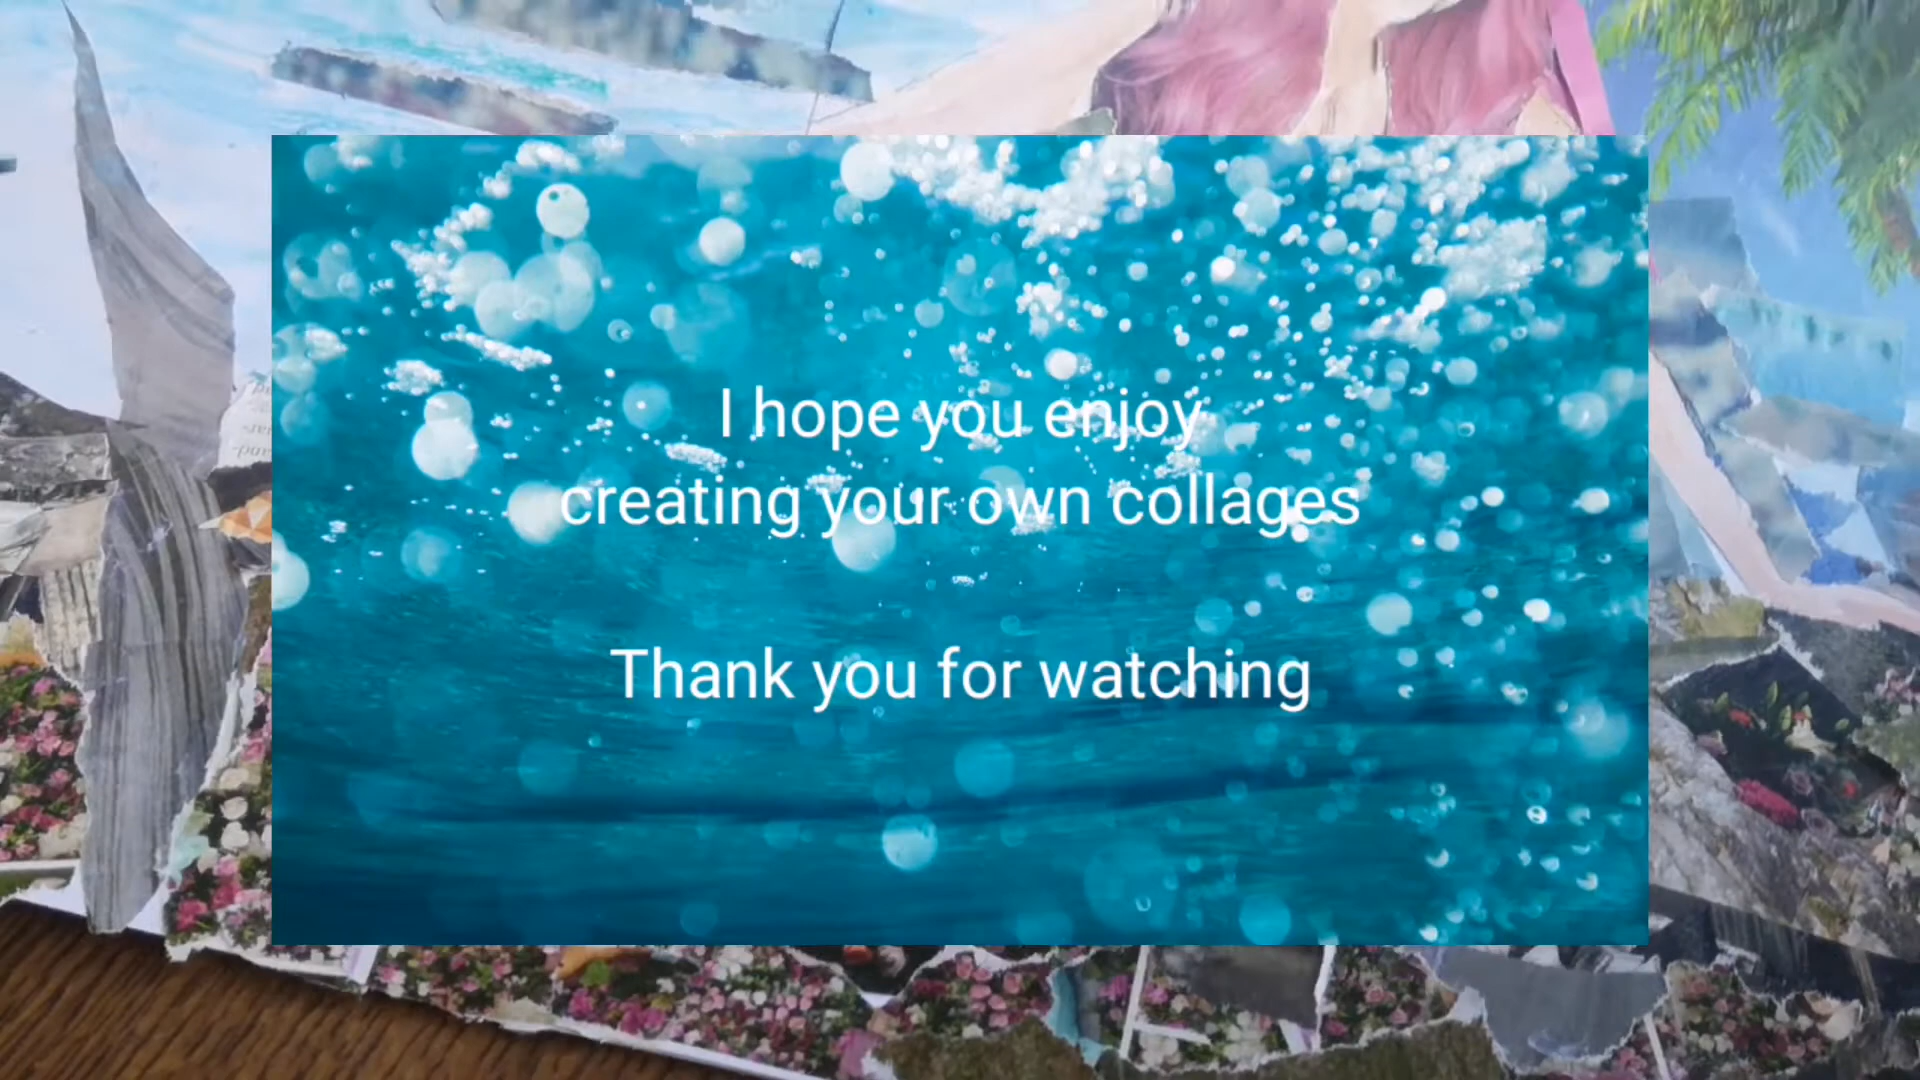 I hope you enjoy
creating your own collages
Thank you for watching